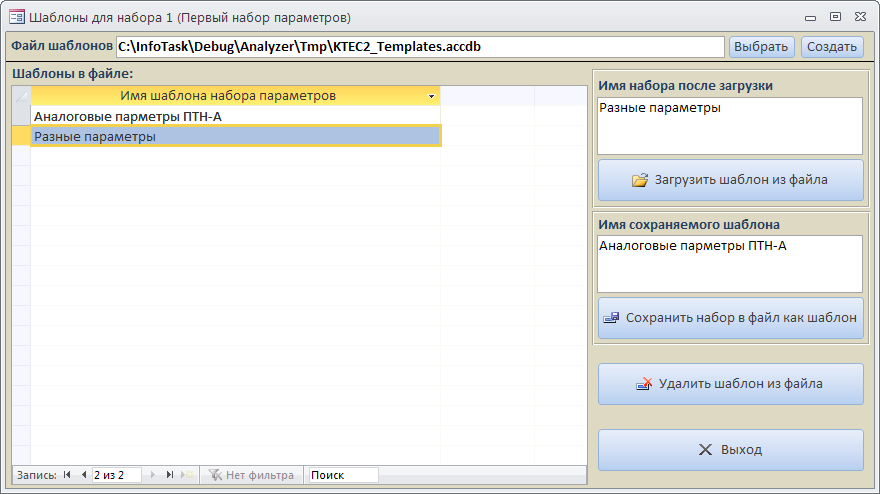 Шаблоны для набора 1 (Первый набор параметров)
Файл шаблонов C:\InfoTask\Debug\Analyzer\Tmp\KTEC2_Templates.accdb Выбрать Создать
Шаблоны в файле:
Имя шаблона набора параметров
Аналоговые парметры ПТН-А
Разные параметры
Имя набора после загрузки
Разные параметры
Загрузить шаблон из файла
Имя сохраняемого шаблона
Аналоговые парметры ПТН-А
Сохранить набор в файл как шаблон
Удалить шаблон из файла
Выход
Запись: 2 из 2 Нет фильтра Поиск